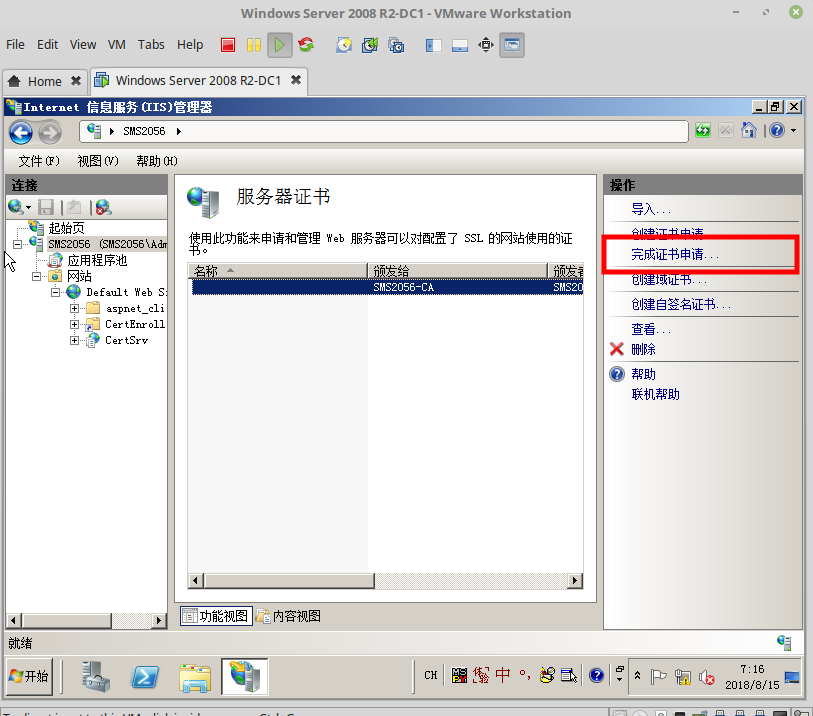 Windows Server 2008 R2-DC1 - VMware Workstation
File Edit View VM Tabs Help
Home Windows Server 2008 R2-DC1
Internet 信息服务(IIS)管理器
SMS2056
文件(F) 视图(V) 帮助(H)
连接
起始页
SMS2056 (SMS2056\Adm
应用程序池
网站
Default Web S
aspnet_cli
CertEnroll
CertSrv
服务器证书
使用此功能来申请和管理 Web 服务器可以对配置了 SSL 的网站使用的证
书。
名称 颁发给 颁发者
SMS2056-CA SMS20
功能视图 内容视图
操作
导入...
创建证书申请
完成证书申请...
创建域证书...
创建自签名证书...
查看...
删除
帮助
联机帮助
就绪
开始
CH
中
7:16
2018/8/15